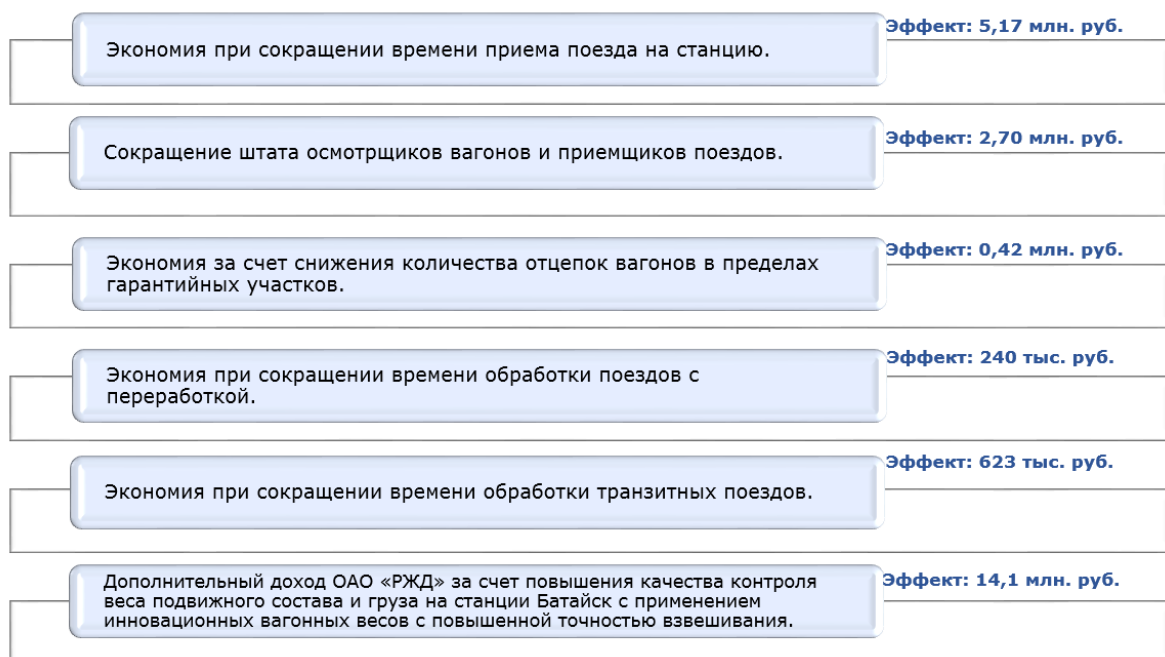 Эффект: 5,17 млн. руб.
Экономия при сокращении времени приема поезда на станцию.
Эффект: 2,70 млн. руб.
Сокращение штата осмотрщиков вагонов и приемщиков поездов.
Эффект: 0,42 млн. руб.
Экономия за счет снижения количества отцепок вагонов в пределах
гарантийных участков.
Эффект: 240 тыс. руб.
Экономия при сокращении времени обработки поездов с
переработкой.
Эффект: 623 тыс. руб.
Экономия при сокращении времени обработки транзитных поездов.
Эффект: 14,1 млн. руб.
Дополнительный доход ОАО «РЖД» за счет повышения качества контроля
веса подвижного состава и груза на станции Батайск с применением
инновационных вагонных весов с повышенной точностью взвешивания.